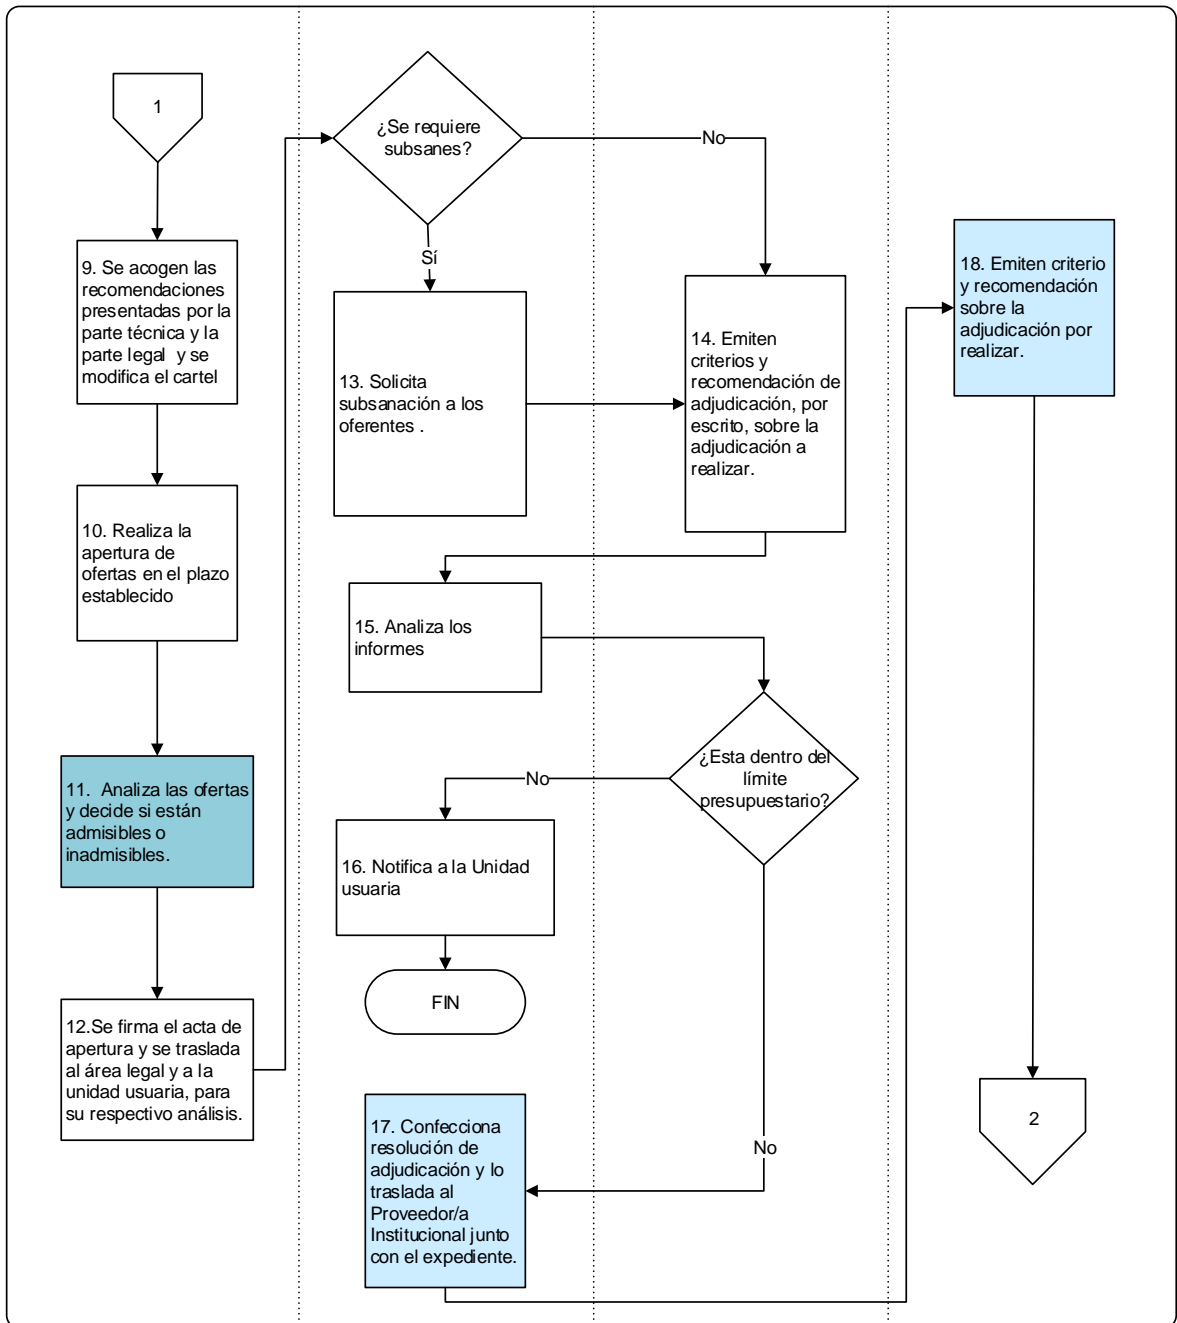 1
9. Se acogen las
recomendaciones
presentadas por la
parte técnica y la
parte legal y se
modifica el cartel
10. Realiza la
apertura de
ofertas en el plazo
establecido
11. Analiza las ofertas
y decide si están
admisibles o
inadmisibles.
12.Se firma el acta de
apertura y se traslada
al área legal y a la
unidad usuaria, para
su respectivo análisis.
¿Se requiere
subsanes?
No
Sí
13. Solicita
subsanación a los
oferentes .
14. Emiten
criterios y
recomendación de
adjudicación, por
escrito, sobre la
adjudicación a
realizar.
15. Analiza los
informes
¿Esta dentro del
límite
presupuestario?
No
16. Notifica a la Unidad
usuaria
FIN
No
17. Confecciona
resolución de
adjudicación y lo
traslada al
Proveedor/a
Institucional junto
con el expediente.
18. Emiten criterio
y recomendación
sobre la
adjudicación por
realizar.
2